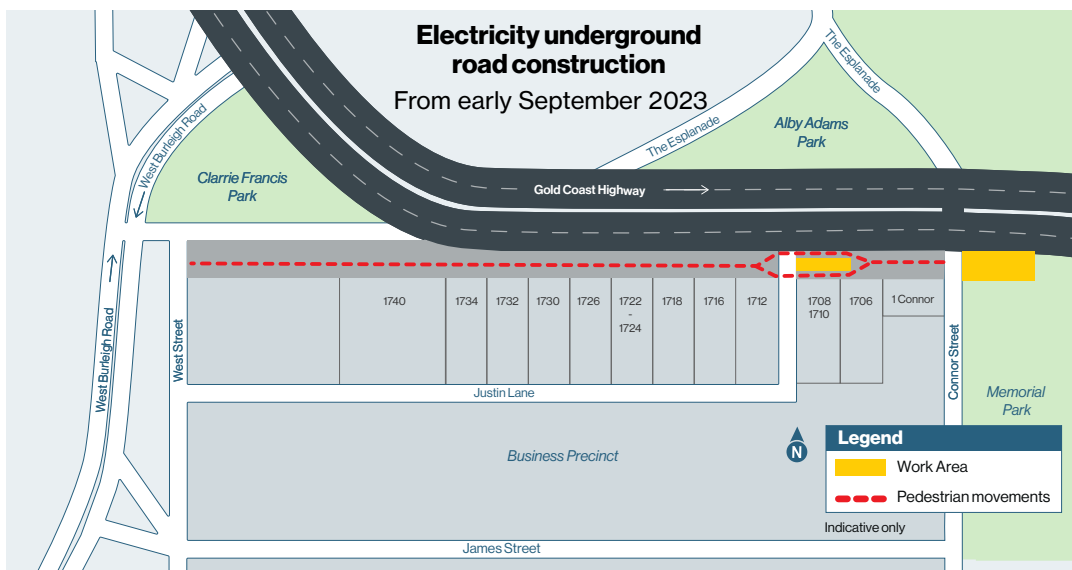 Electricity underground
road construction
From early September 2023
The Esplanade
The Esplanade
Alby Adams
Park
West Burleigh Road
West Burleigh Road
Clarrie Francis
Park
Gold Coast Highway
1740
1734
1732
1730
1726
1722
-
1724
1718
1716
1712
1708
1710
1706
1 Connor
West Street
West Burleigh Road
Connor Street
Justin Lane
Memorial
Park
Business Precinct
N
Legend
Work Area
Pedestrian movements
Indicative only
James Street